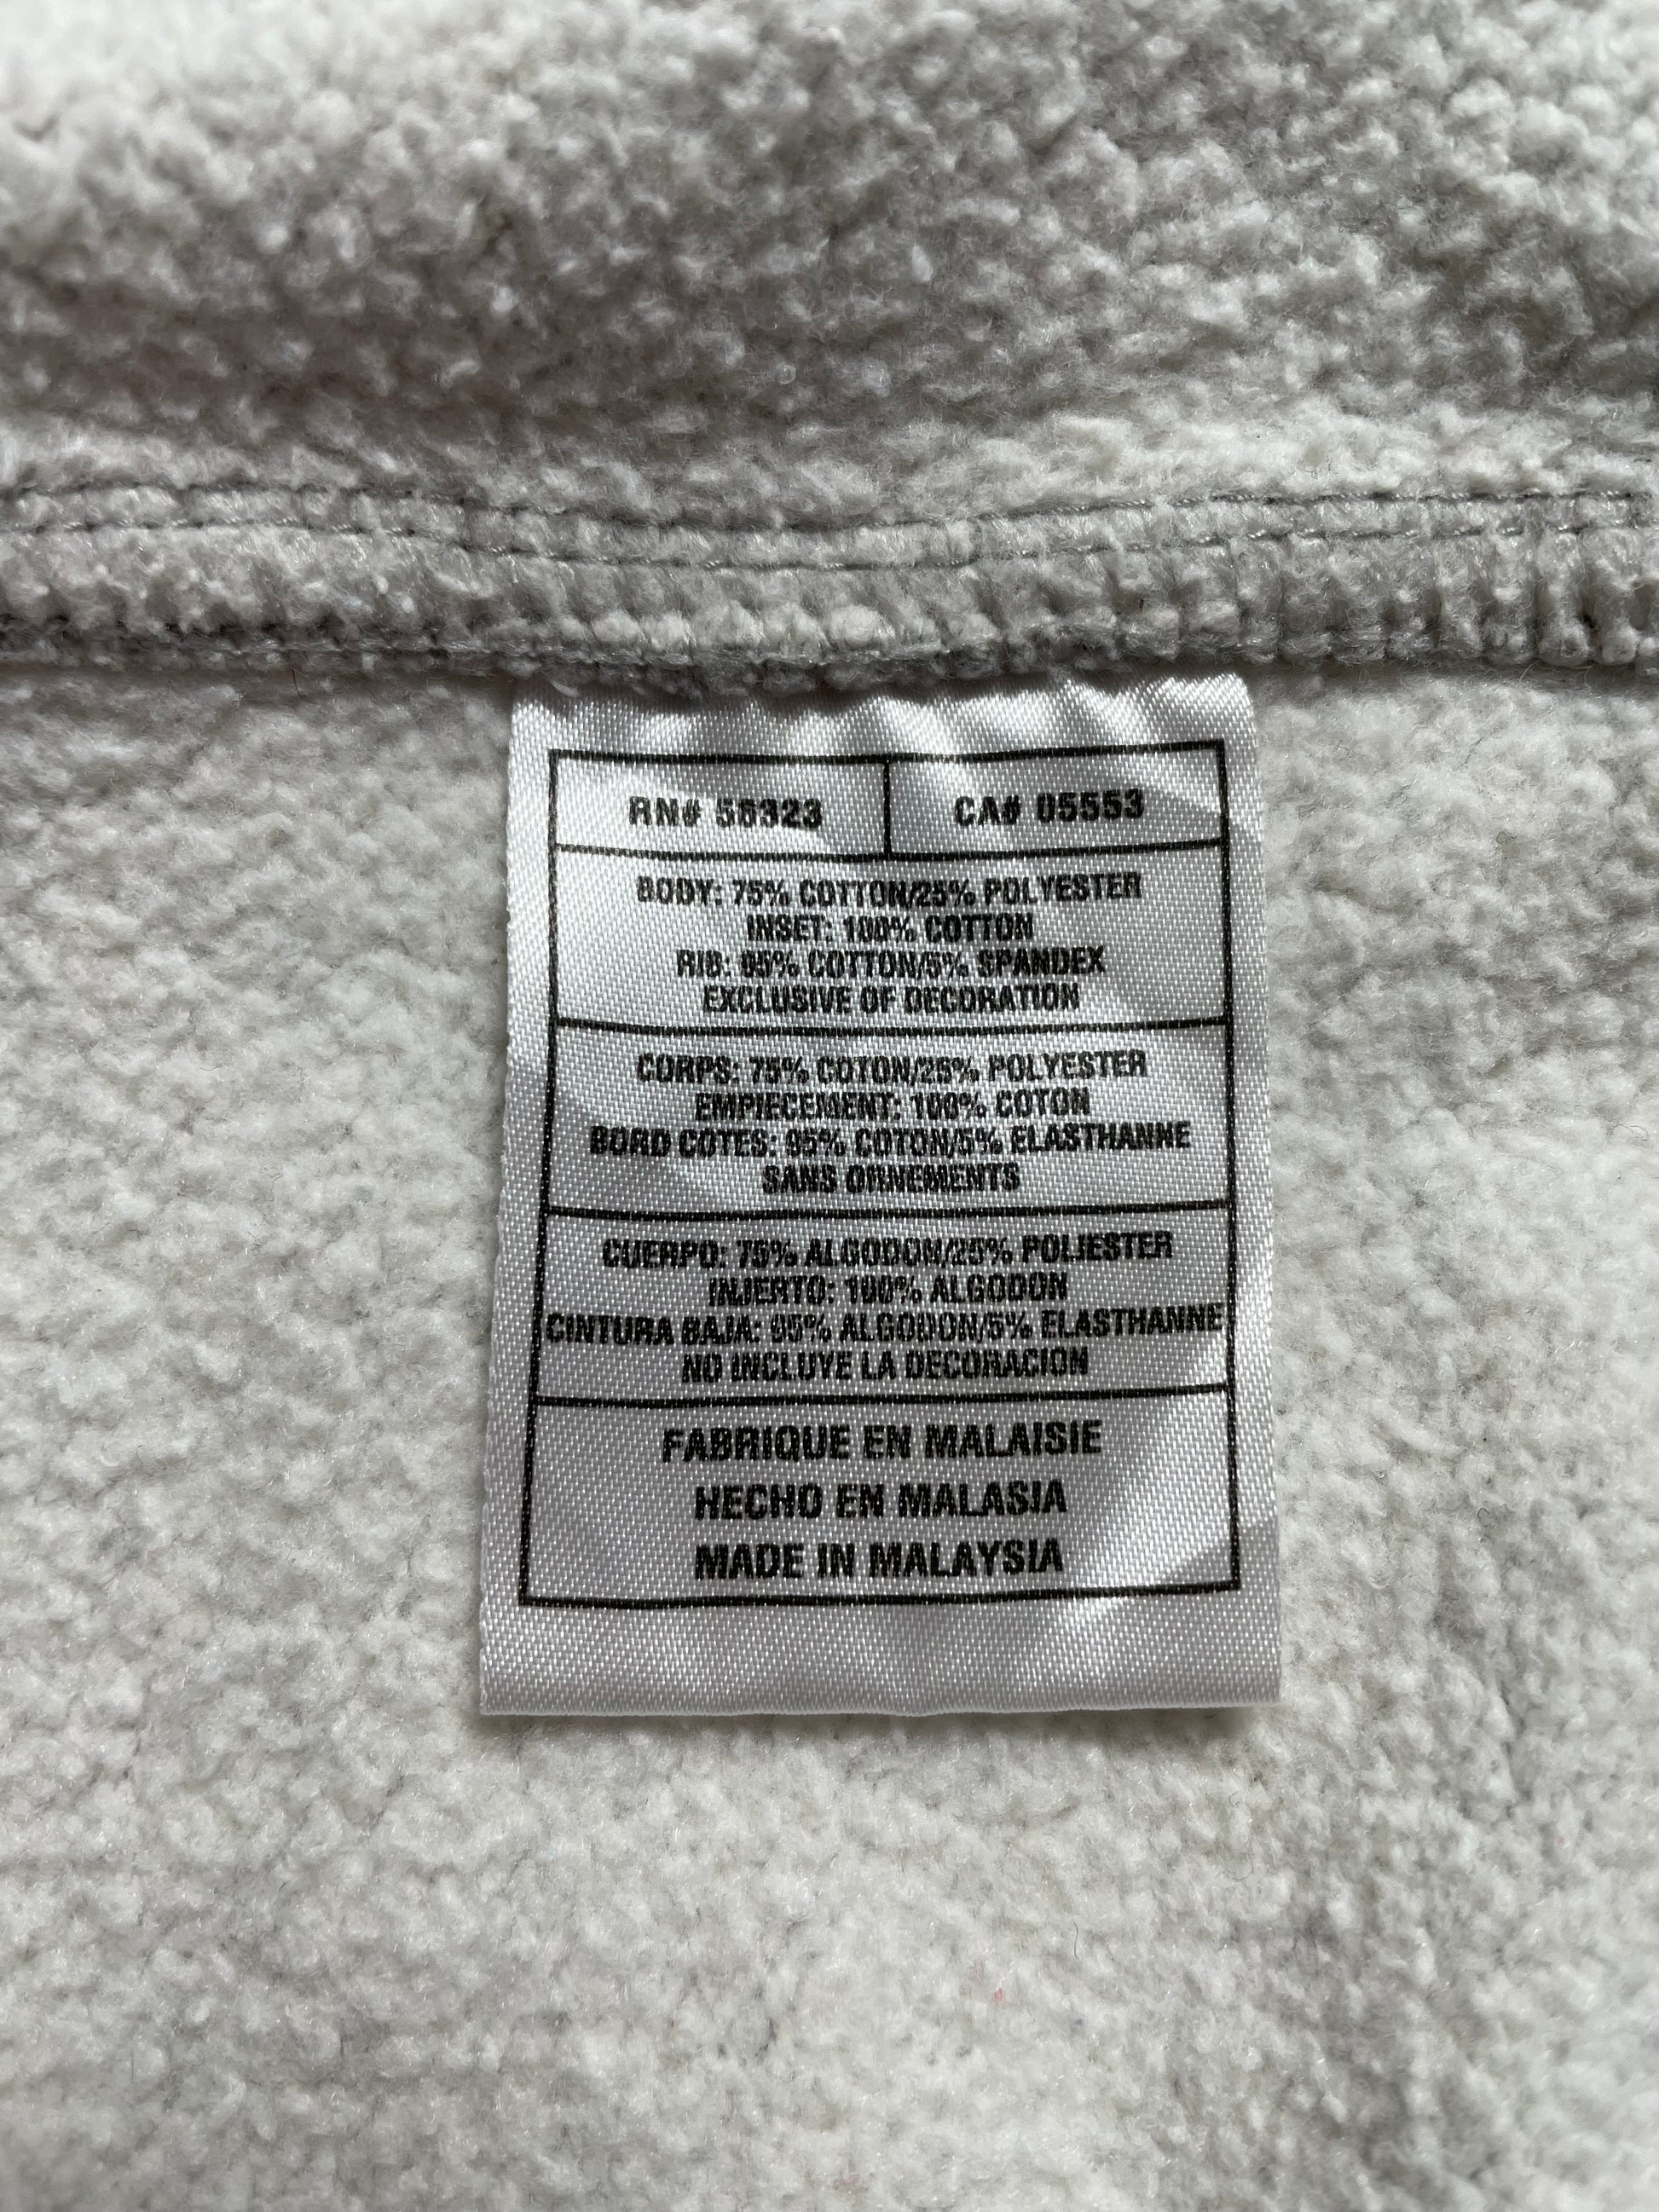 RN# 56323 CA# 05553
BODY: 75% COTTON/25% POLYESTER
INSET: 100% COTTON
RIB: 95% COTTON/5% SPANDEX
EXCLUSIVE OF DECORATION
CORPS: 75% COTON/25% POLYESTER
EMPIECEMENT: 100% COTON
BORD COTES: 95% COTON/5% ELASTHANNE
SANS ORNEMENTS
CUERPO: 75% ALGODON/25% POLIESTER
INJERTO: 100% ALGODON
CINTURA BAJA: 95% ALGODON/5% ELASTHANNE
NO INCLUYE LA DECORACION
FABRIQUE EN MALAISIE
HECHO EN MALASIA
MADE IN MALAYSIA